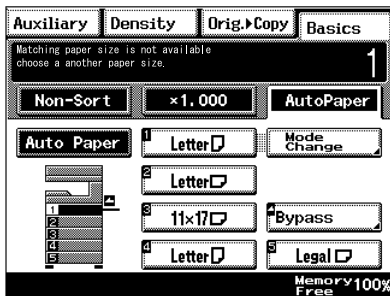 Auxiliary Density Orig.▸Copy Basics
Matching paper size is not available
choose a another paper size.
1
Non-Sort ×1.000 AutoPaper
Auto Paper
1 Letter
Mode
Change
2 Letter
3 11×17
Bypass
4 Letter
5 Legal
1
2
3
4
5
Memory
Free
100%